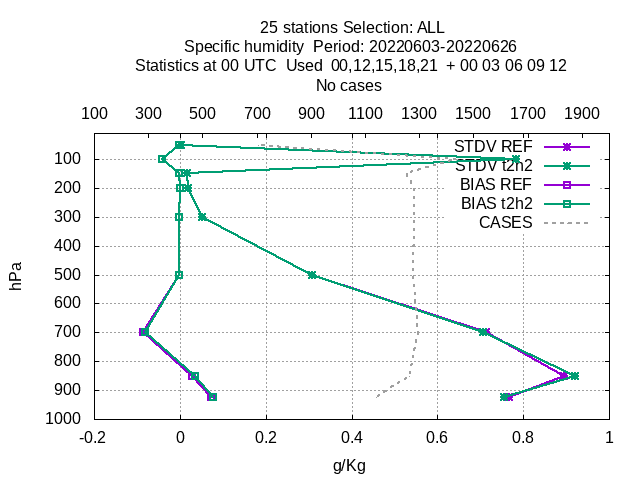 25 stations Selection: ALL
Specific humidity  Period: 20220603-20220626
Statistics at 00 UTC  Used  00,12,15,18,21  + 00 03 06 09 12
No cases
100 300 500 700 900 1100 1300 1500 1700 1900
STDV REF
STDV t2h2
BIAS REF
BIAS t2h2
CASES
100
200
300
400
500
600
700
800
900
1000
hPa
-0.2 0 0.2 0.4 0.6 0.8 1
g/Kg